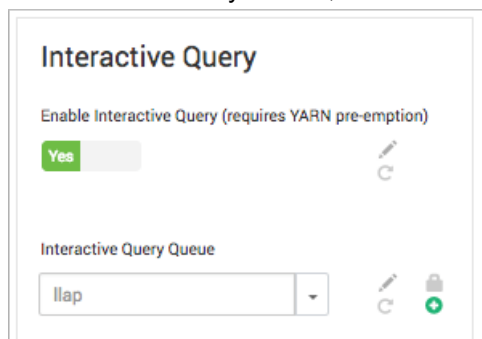 Interactive Query
Enable Interactive Query (requires YARN pre-emption)
Yes
Interactive Query Queue
llap